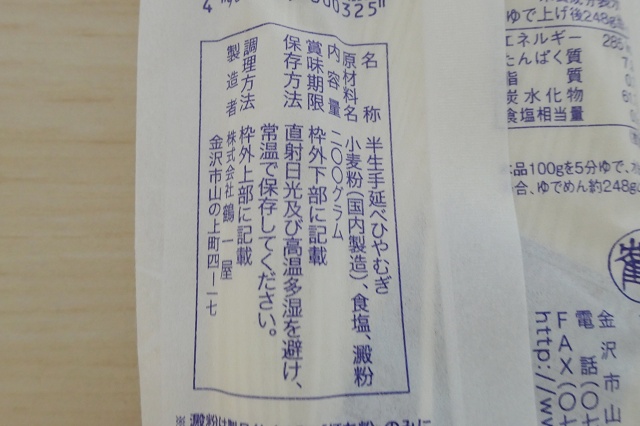 名称　半生手延べひやむぎ
原材料名　小麦粉(国内製造)、食塩、澱粉
内容量　二〇〇グラム
賞味期限　枠外下部に記載
保存方法　直射日光及び高温多湿を避け、
常温で保存してください。
調理方法　枠外上部に記載
製造者　株式会社 鶴一屋
金沢市山の上町四ー一七
ゆで上げ後248g
エネルギー
たんぱく質
脂質
炭水化物
食塩相当量
品100gを5分ゆで、
合、ゆでめん約248g
金沢市山
電話(〇
FAX(〇
http://w